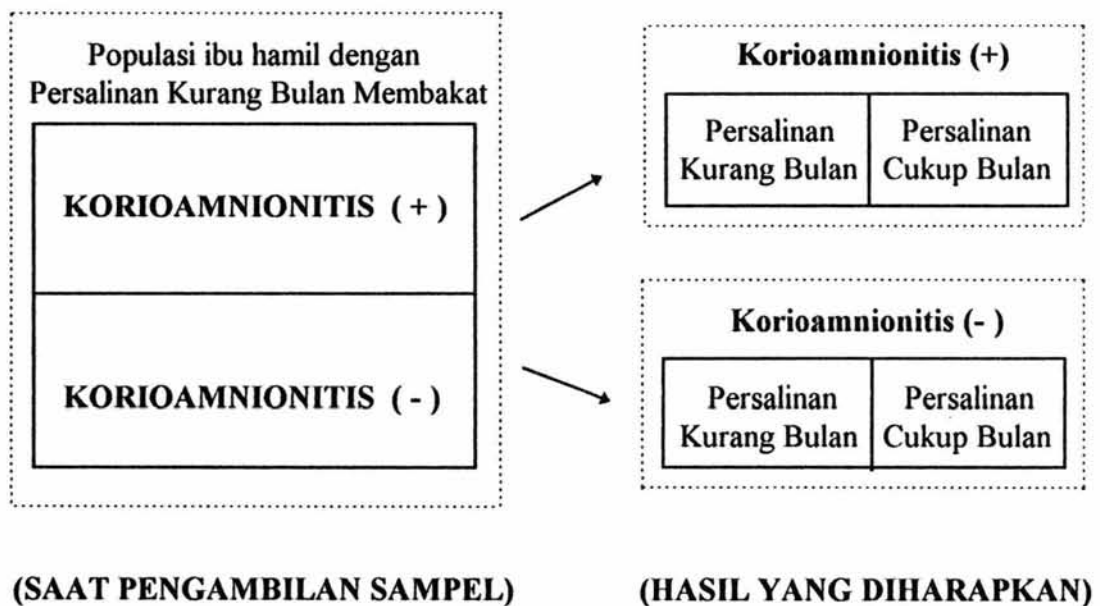 Populasi ibu hamil dengan
Persalinan Kurang Bulan Membakat
KORIOAMNIONITIS ( + )
KORIOAMNIONITIS ( - )
(SAAT PENGAMBILAN SAMPEL)
Korioamnionitis (+)
Persalinan
Kurang Bulan
Persalinan
Cukup Bulan
Korioamnionitis (- )
Persalinan
Kurang Bulan
Persalinan
Cukup Bulan
(HASIL YANG DIHARAPKAN)